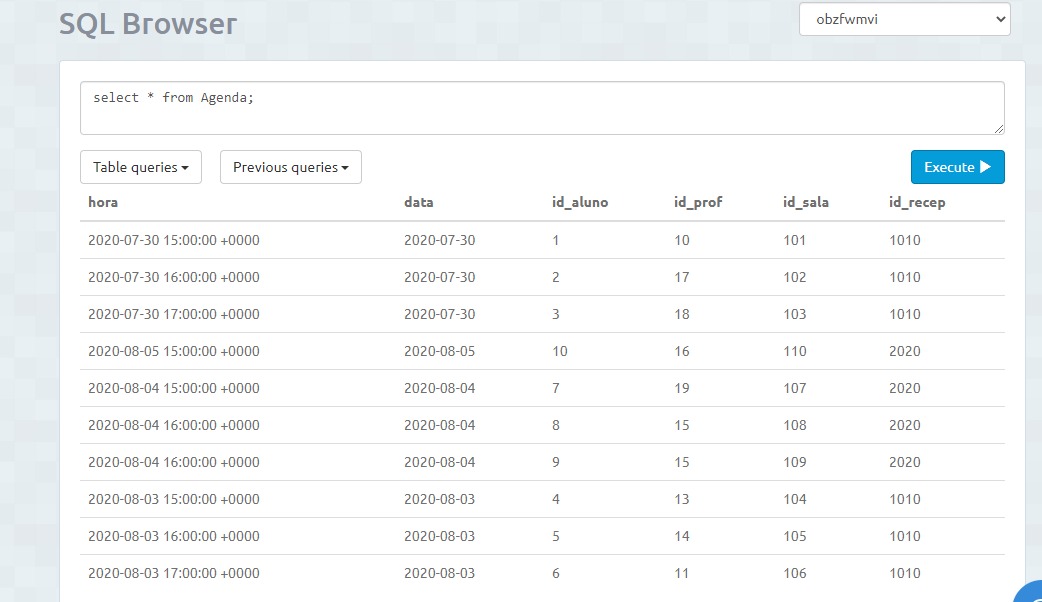 SQL Browser
obzfwmvi
select * from Agenda;
Table queries Previous queries Execute
hora data id_aluno id_prof id_sala id_recep
2020-07-30 15:00:00 +0000 2020-07-30 1 10 101 1010
2020-07-30 16:00:00 +0000 2020-07-30 2 17 102 1010
2020-07-30 17:00:00 +0000 2020-07-30 3 18 103 1010
2020-08-05 15:00:00 +0000 2020-08-05 10 16 110 2020
2020-08-04 15:00:00 +0000 2020-08-04 7 19 107 2020
2020-08-04 16:00:00 +0000 2020-08-04 8 15 108 2020
2020-08-04 16:00:00 +0000 2020-08-04 9 15 109 2020
2020-08-03 15:00:00 +0000 2020-08-03 4 13 104 1010
2020-08-03 16:00:00 +0000 2020-08-03 5 14 105 1010
2020-08-03 17:00:00 +0000 2020-08-03 6 11 106 1010